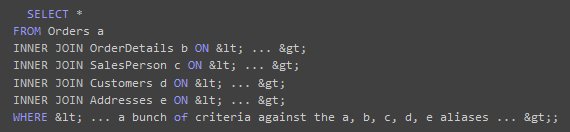 SELECT *
FROM Orders a
INNER JOIN OrderDetails b ON &lt; ... &gt;
INNER JOIN SalesPerson c ON &lt; ... &gt;
INNER JOIN Customers d ON &lt; ... &gt;
INNER JOIN Addresses e ON &lt; ... &gt;
WHERE &lt; ... a bunch of criteria against the a, b, c, d, e aliases ... &gt;;